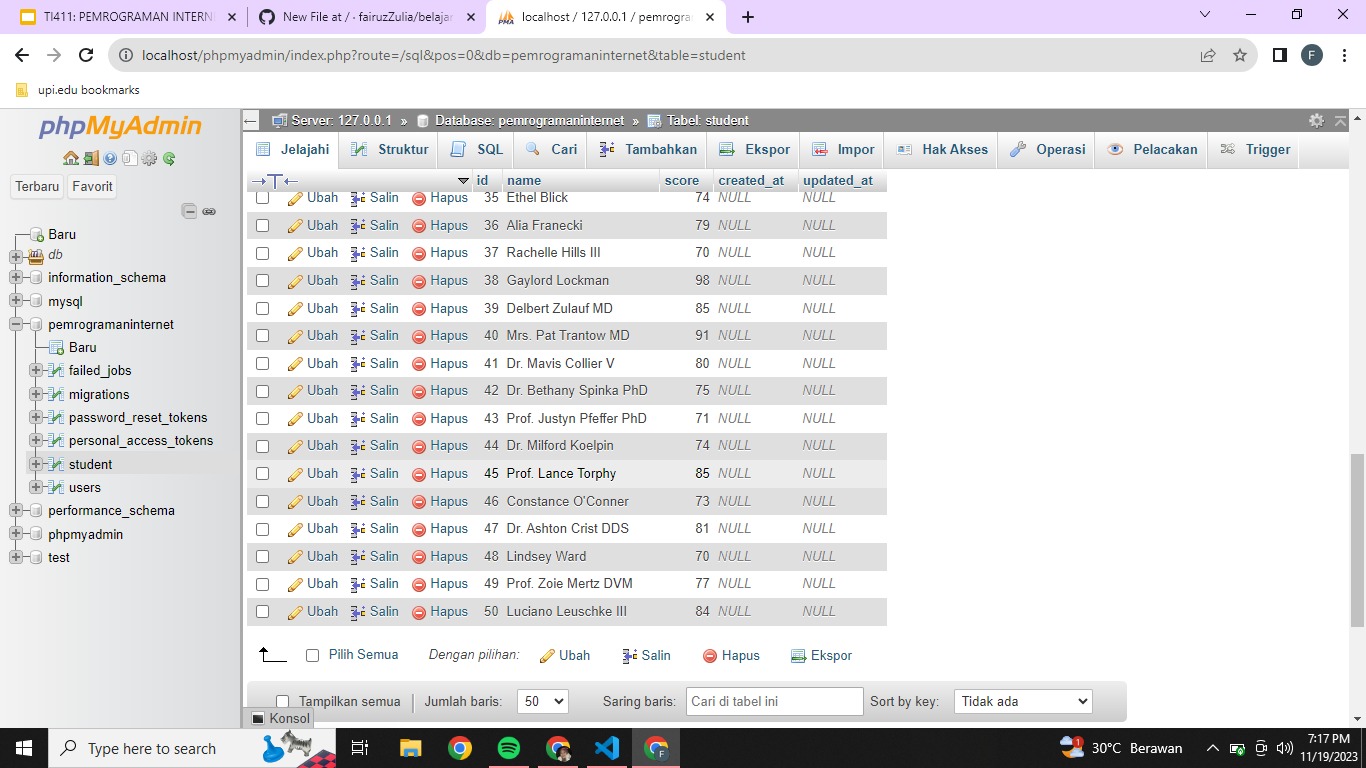 TI411: PEMROGRAMAN INTERN
New File at / · fairuzZulia/belajar
localhost / 127.0.0.1 / pemrogra
localhost/phpmyadmin/index.php?route=/sql&pos=0&db=pemrogramaninternet&table=student
F
upi.edu bookmarks
phpMyAdmin
Terbaru
Favorit
Baru
db
information_schema
mysql
pemrogramaninternet
Baru
failed_jobs
migrations
password_reset_tokens
personal_access_tokens
student
users
performance_schema
phpmyadmin
test
Server: 127.0.0.1 » Database: pemrogramaninternet » Tabel: student
Jelajahi Struktur SQL Cari Tambahkan Ekspor Impor Hak Akses Operasi Pelacakan Trigger
id name score created_at updated_at
Ubah Salin Hapus 35 Ethel Blick 74 NULL NULL
Ubah Salin Hapus 36 Alia Franecki 79 NULL NULL
Ubah Salin Hapus 37 Rachelle Hills III 70 NULL NULL
Ubah Salin Hapus 38 Gaylord Lockman 98 NULL NULL
Ubah Salin Hapus 39 Delbert Zulauf MD 85 NULL NULL
Ubah Salin Hapus 40 Mrs. Pat Trantow MD 91 NULL NULL
Ubah Salin Hapus 41 Dr. Mavis Collier V 80 NULL NULL
Ubah Salin Hapus 42 Dr. Bethany Spinka PhD 75 NULL NULL
Ubah Salin Hapus 43 Prof. Justyn Pfeffer PhD 71 NULL NULL
Ubah Salin Hapus 44 Dr. Milford Koelpin 74 NULL NULL
Ubah Salin Hapus 45 Prof. Lance Torphy 85 NULL NULL
Ubah Salin Hapus 46 Constance O'Conner 73 NULL NULL
Ubah Salin Hapus 47 Dr. Ashton Crist DDS 81 NULL NULL
Ubah Salin Hapus 48 Lindsey Ward 70 NULL NULL
Ubah Salin Hapus 49 Prof. Zoie Mertz DVM 77 NULL NULL
Ubah Salin Hapus 50 Luciano Leuschke III 84 NULL NULL
Pilih Semua Dengan pilihan: Ubah Salin Hapus Ekspor
Tampilkan semua Jumlah baris: 50 Saring baris: Cari di tabel ini Sort by key: Tidak ada
Konsol
Type here to search
30°C Berawan
7:17 PM
11/19/2023